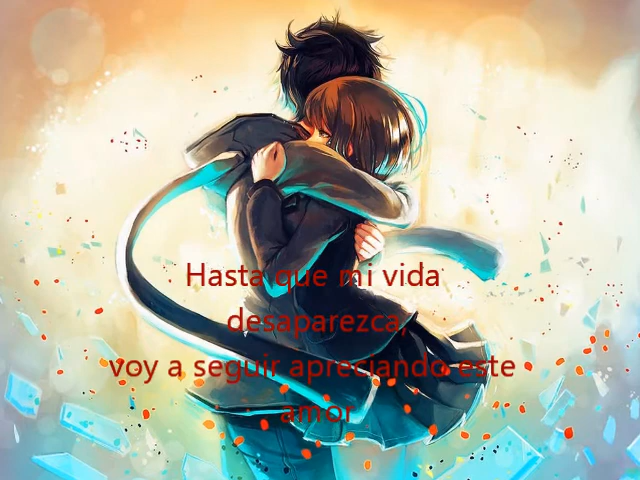 Hasta que mi vida
desaparezca,
voy a seguir apreciando este
amor